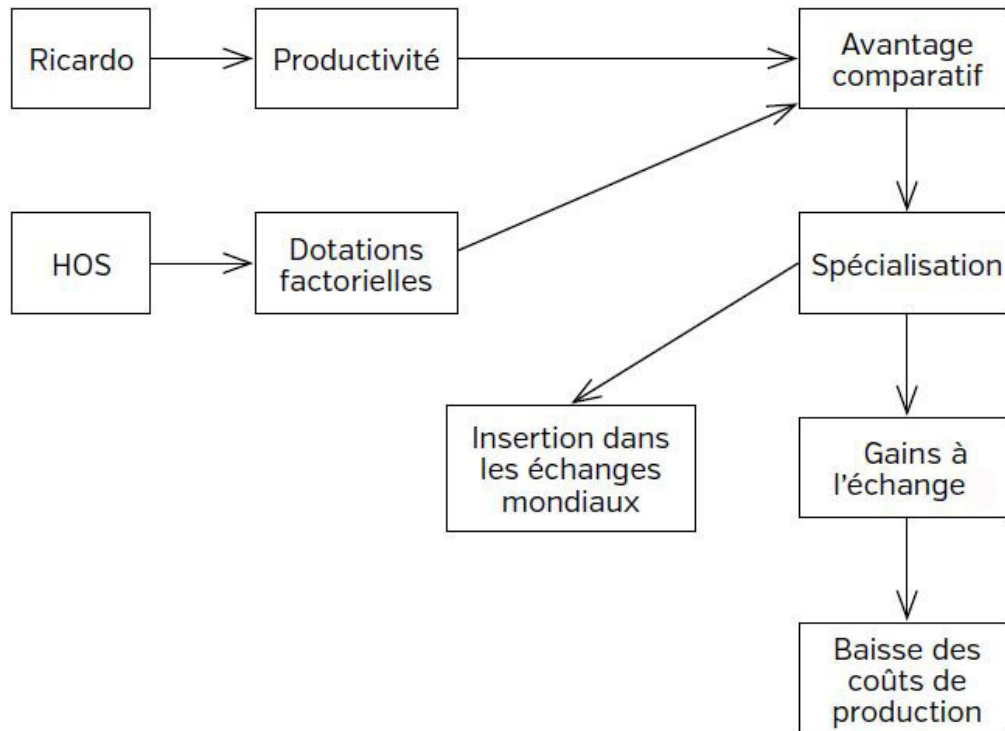 Ricardo
Productivité
Avantage
comparatif
HOS
Dotations
factorielles
Spécialisation
Insertion dans
les échanges
mondiaux
Gains à
l'échange
Baisse des
coûts de
production